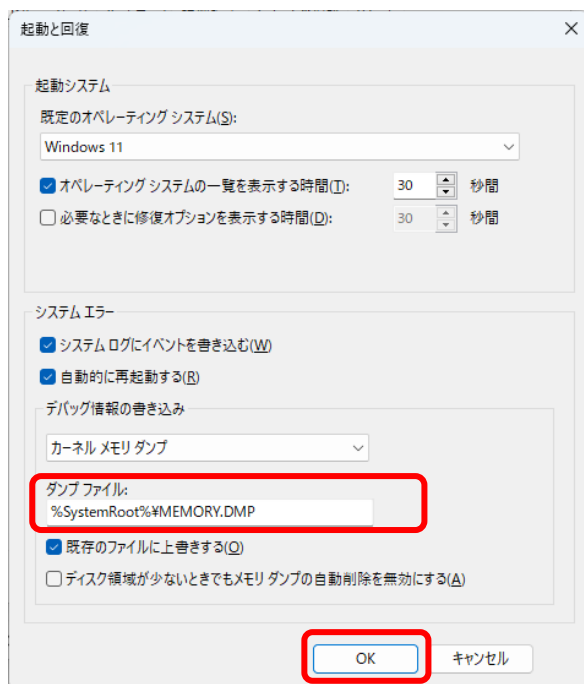 起動と回復
起動システム
既定のオペレーティング システム(S):
Windows 11
オペレーティング システムの一覧を表示する時間(T): 30 秒間
必要なときに修復オプションを表示する時間(D): 30 秒間
システム エラー
システム ログにイベントを書き込む(W)
自動的に再起動する(R)
デバッグ情報の書き込み
カーネル メモリ ダンプ
ダンプ ファイル:
%SystemRoot%¥MEMORY.DMP
既存のファイルに上書きする(O)
ディスク領域が少ないときでもメモリ ダンプの自動削除を無効にする(A)
OK キャンセル